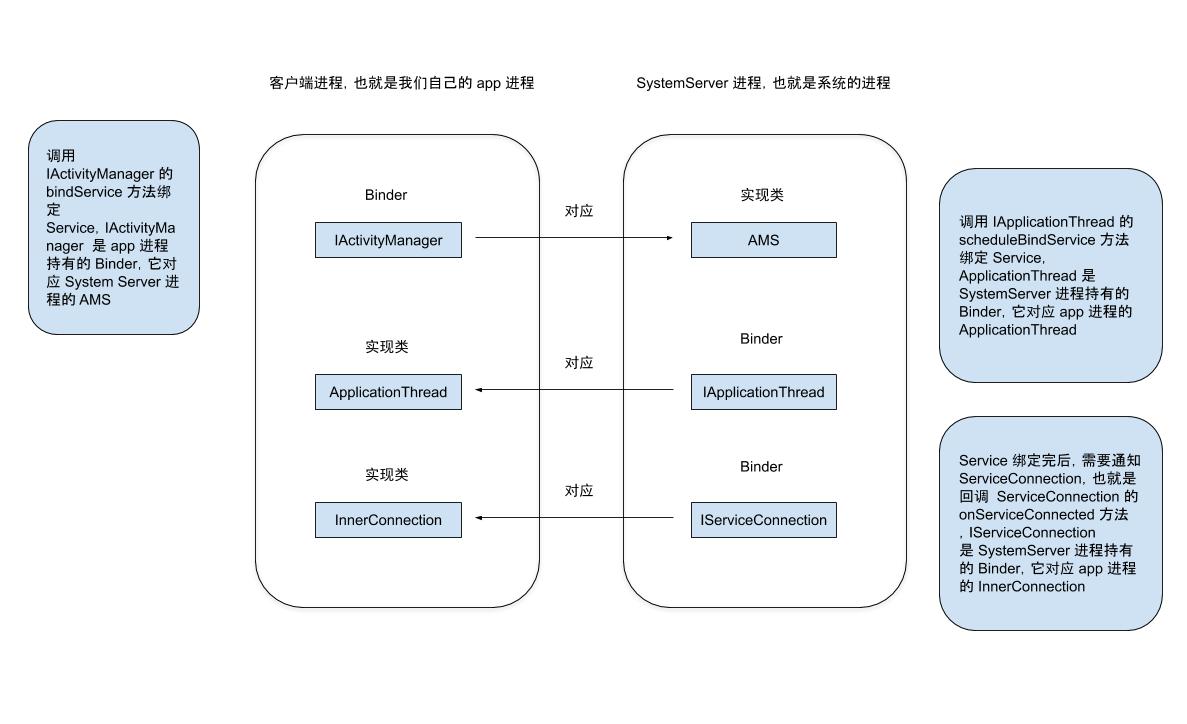 客户端进程, 也就是我们自己的 app 进程
SystemServer 进程, 也就是系统的进程
调用
IActivityManager 的
bindService 方法绑
定
Service, IActivityMa
nager 是 app 进程
持有的 Binder, 它对
应 System Server 进
程的 AMS
Binder
IActivityManager
对应
实现类
AMS
实现类
ApplicationThread
对应
Binder
IApplicationThread
实现类
InnerConnection
对应
Binder
IServiceConnection
调用 IApplicationThread 的
scheduleBindService 方法
绑定 Service,
ApplicationThread 是
SystemServer 进程持有的
Binder, 它对应 app 进程的
ApplicationThread
Service 绑定完后, 需要通知
ServiceConnection, 也就是
回调 ServiceConnection 的
onServiceConnected 方法
, IServiceConnection
是 SystemServer 进程持有
的 Binder, 它对应 app 进程
的 InnerConnection